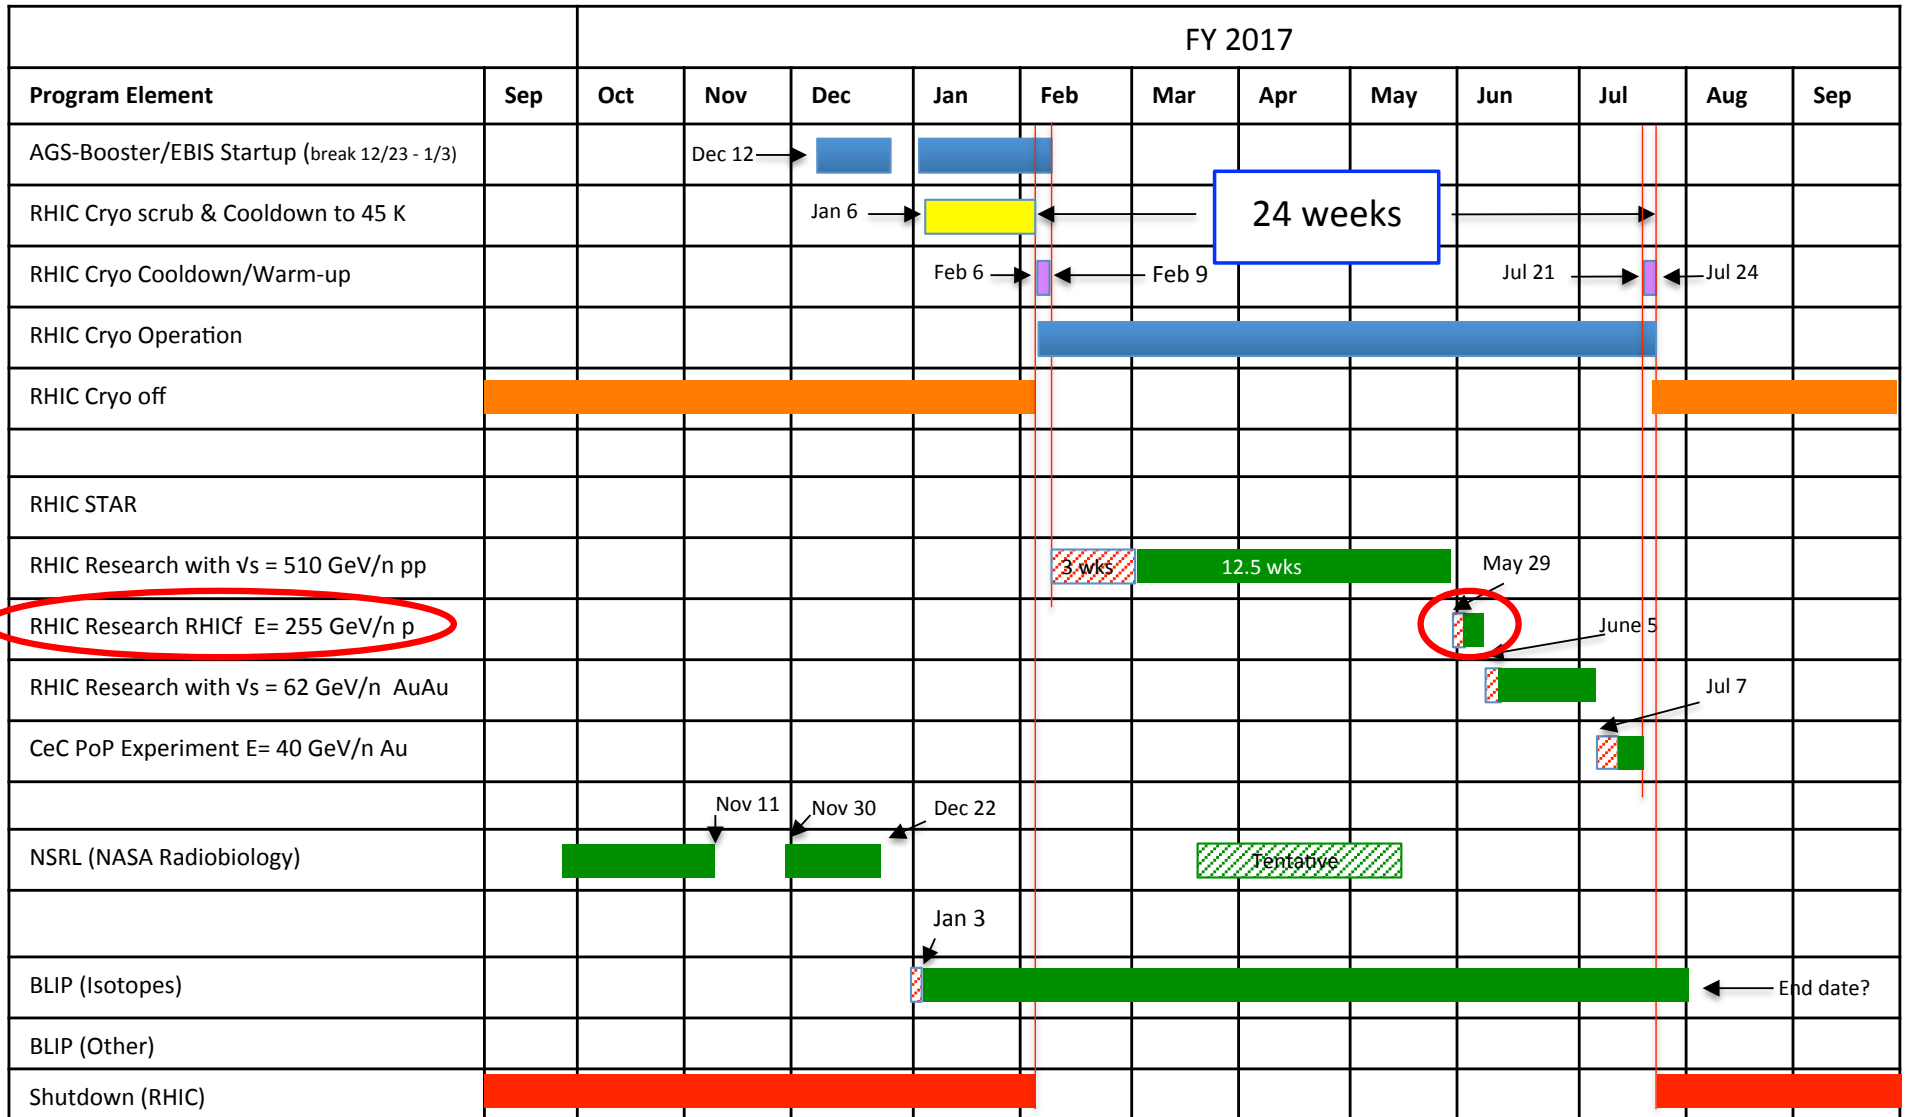 FY 2017
Program Element Sep Oct Nov Dec Jan Feb Mar Apr May Jun Jul Aug Sep
AGS-Booster/EBIS Startup (break 12/23 - 1/3) Dec 12
RHIC Cryo scrub & Cooldown to 45 K Jan 6 24 weeks
RHIC Cryo Cooldown/Warm-up Feb 6 Feb 9 Jul 21 Jul 24
RHIC Cryo Operation
RHIC Cryo off
RHIC STAR
RHIC Research with √s = 510 GeV/n pp 3 wks 12.5 wks May 29
RHIC Research RHICf E= 255 GeV/n p June 5
RHIC Research with √s = 62 GeV/n AuAu Jul 7
CeC PoP Experiment E= 40 GeV/n Au
Nov 11 Nov 30 Dec 22
NSRL (NASA Radiobiology) Tentative
Jan 3
BLIP (Isotopes) End date?
BLIP (Other)
Shutdown (RHIC)